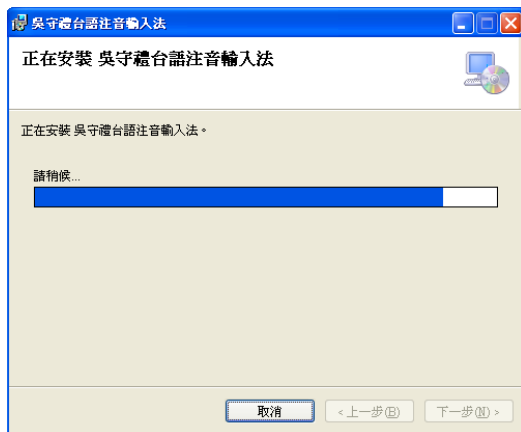 吳守禮台語注音輸入法
正在安裝 吳守禮台語注音輸入法
正在安裝 吳守禮台語注音輸入法。
請稍候...
取消
<上一步(B)
下一步(N)>